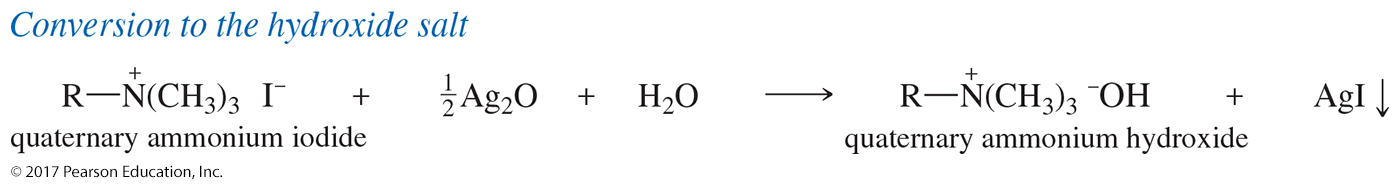 Conversion to the hydroxide salt
R—N⁺(CH₃)₃ I⁻ + ½Ag₂O + H₂O ⟶ R—N⁺(CH₃)₃ ⁻OH + AgI↓
quaternary ammonium iodide quaternary ammonium hydroxide
© 2017 Pearson Education, Inc.